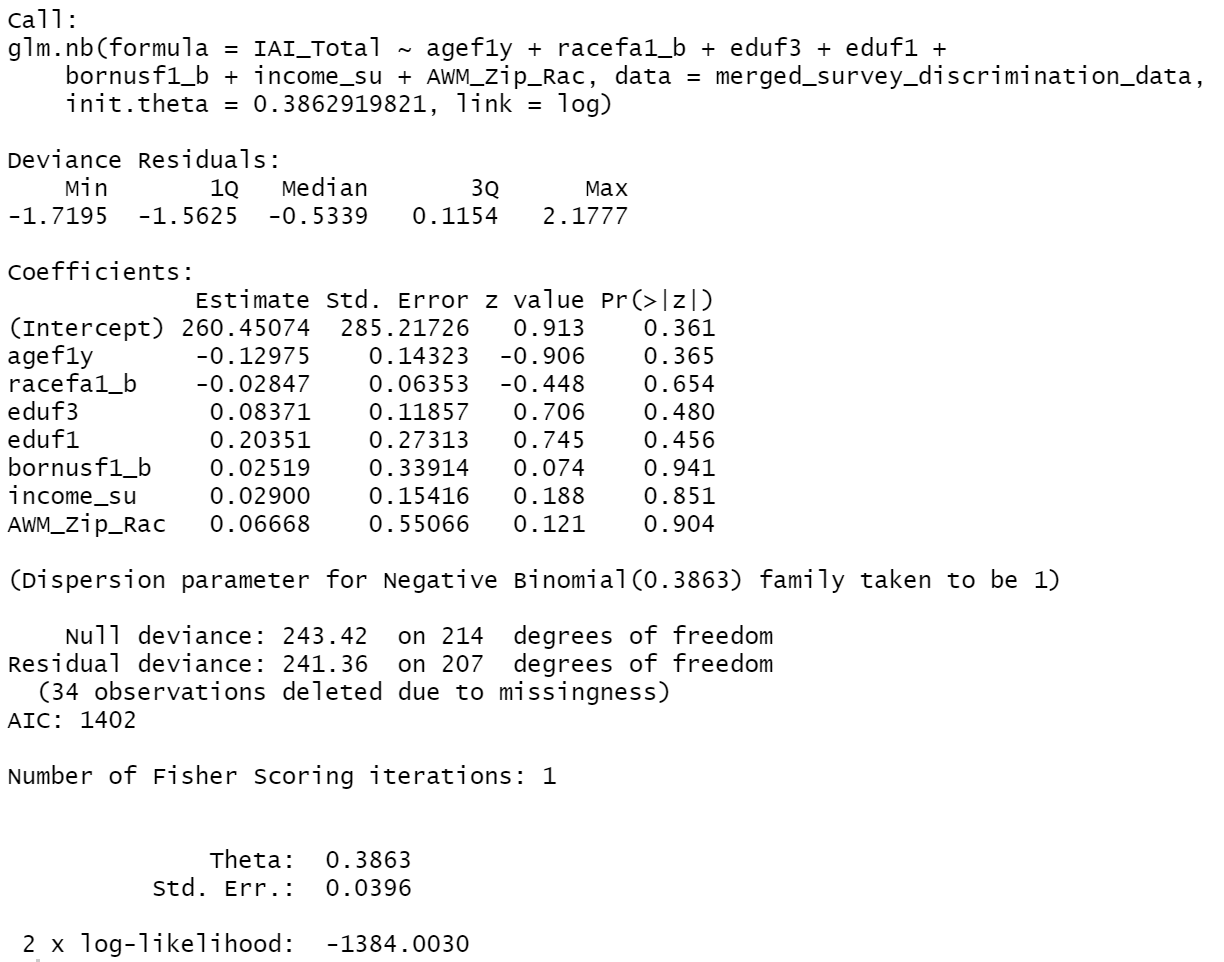 Call:
glm.nb(formula = IAI_Total ~ agef1y + racefa1_b + eduf3 + eduf1 +
    bornusf1_b + income_su + AWM_Zip_Rac, data = merged_survey_discrimination_data,
    init.theta = 0.3862919821, link = log)

Deviance Residuals:
    Min       1Q   Median       3Q      Max
-1.7195  -1.5625  -0.5339   0.1154   2.1777

Coefficients:
             Estimate Std. Error z value Pr(>|z|)
(Intercept) 260.45074  285.21726   0.913    0.361
agef1y       -0.12975    0.14323  -0.906    0.365
racefa1_b    -0.02847    0.06353  -0.448    0.654
eduf3         0.08371    0.11857   0.706    0.480
eduf1         0.20351    0.27313   0.745    0.456
bornusf1_b    0.02519    0.33914   0.074    0.941
income_su     0.02900    0.15416   0.188    0.851
AWM_Zip_Rac   0.06668    0.55066   0.121    0.904

(Dispersion parameter for Negative Binomial(0.3863) family taken to be 1)

    Null deviance: 243.42  on 214  degrees of freedom
Residual deviance: 241.36  on 207  degrees of freedom
  (34 observations deleted due to missingness)
AIC: 1402

Number of Fisher Scoring iterations: 1


              Theta:  0.3863
          Std. Err.:  0.0396

 2 x log-likelihood:  -1384.0030